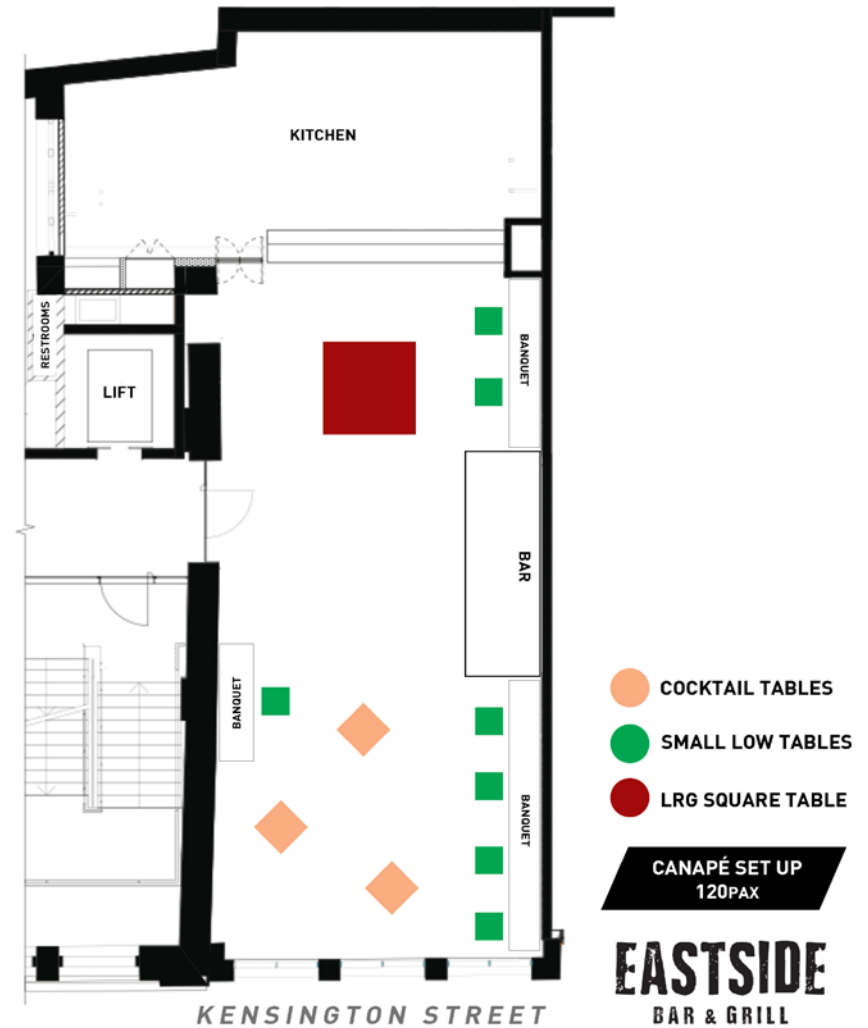 KITCHEN
RESTROOMS
LIFT
BANQUET
BAR
BANQUET
BANQUET
COCKTAIL TABLES
SMALL LOW TABLES
LRG SQUARE TABLE
CANAPÉ SET UP
120PAX
EASTSIDE
BAR & GRILL
KENSINGTON STREET